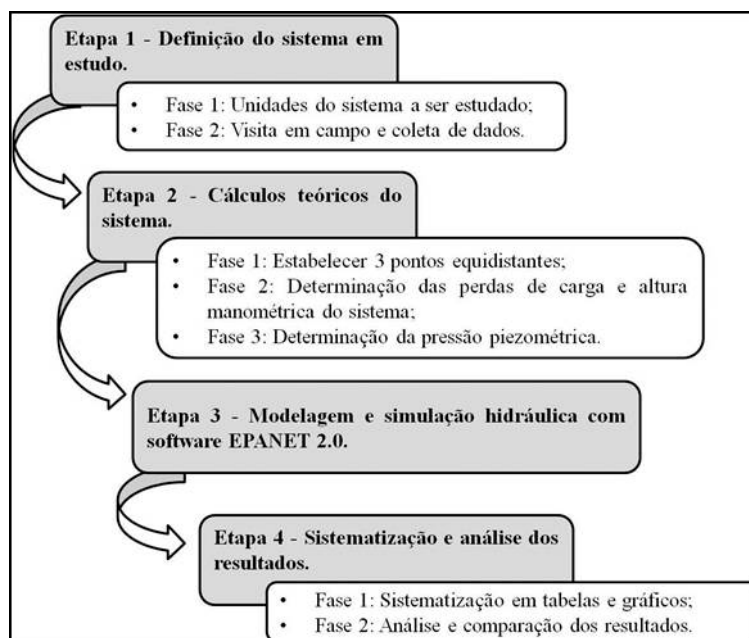 Etapa 1 - Definição do sistema em
estudo.
• Fase 1: Unidades do sistema a ser estudado;
• Fase 2: Visita em campo e coleta de dados.
Etapa 2 - Cálculos teóricos do
sistema.
• Fase 1: Estabelecer 3 pontos equidistantes;
• Fase 2: Determinação das perdas de carga e altura
manométrica do sistema;
• Fase 3: Determinação da pressão piezométrica.
Etapa 3 - Modelagem e simulação hidráulica com
software EPANET 2.0.
Etapa 4 - Sistematização e análise dos
resultados.
• Fase 1: Sistematização em tabelas e gráficos;
• Fase 2: Análise e comparação dos resultados.